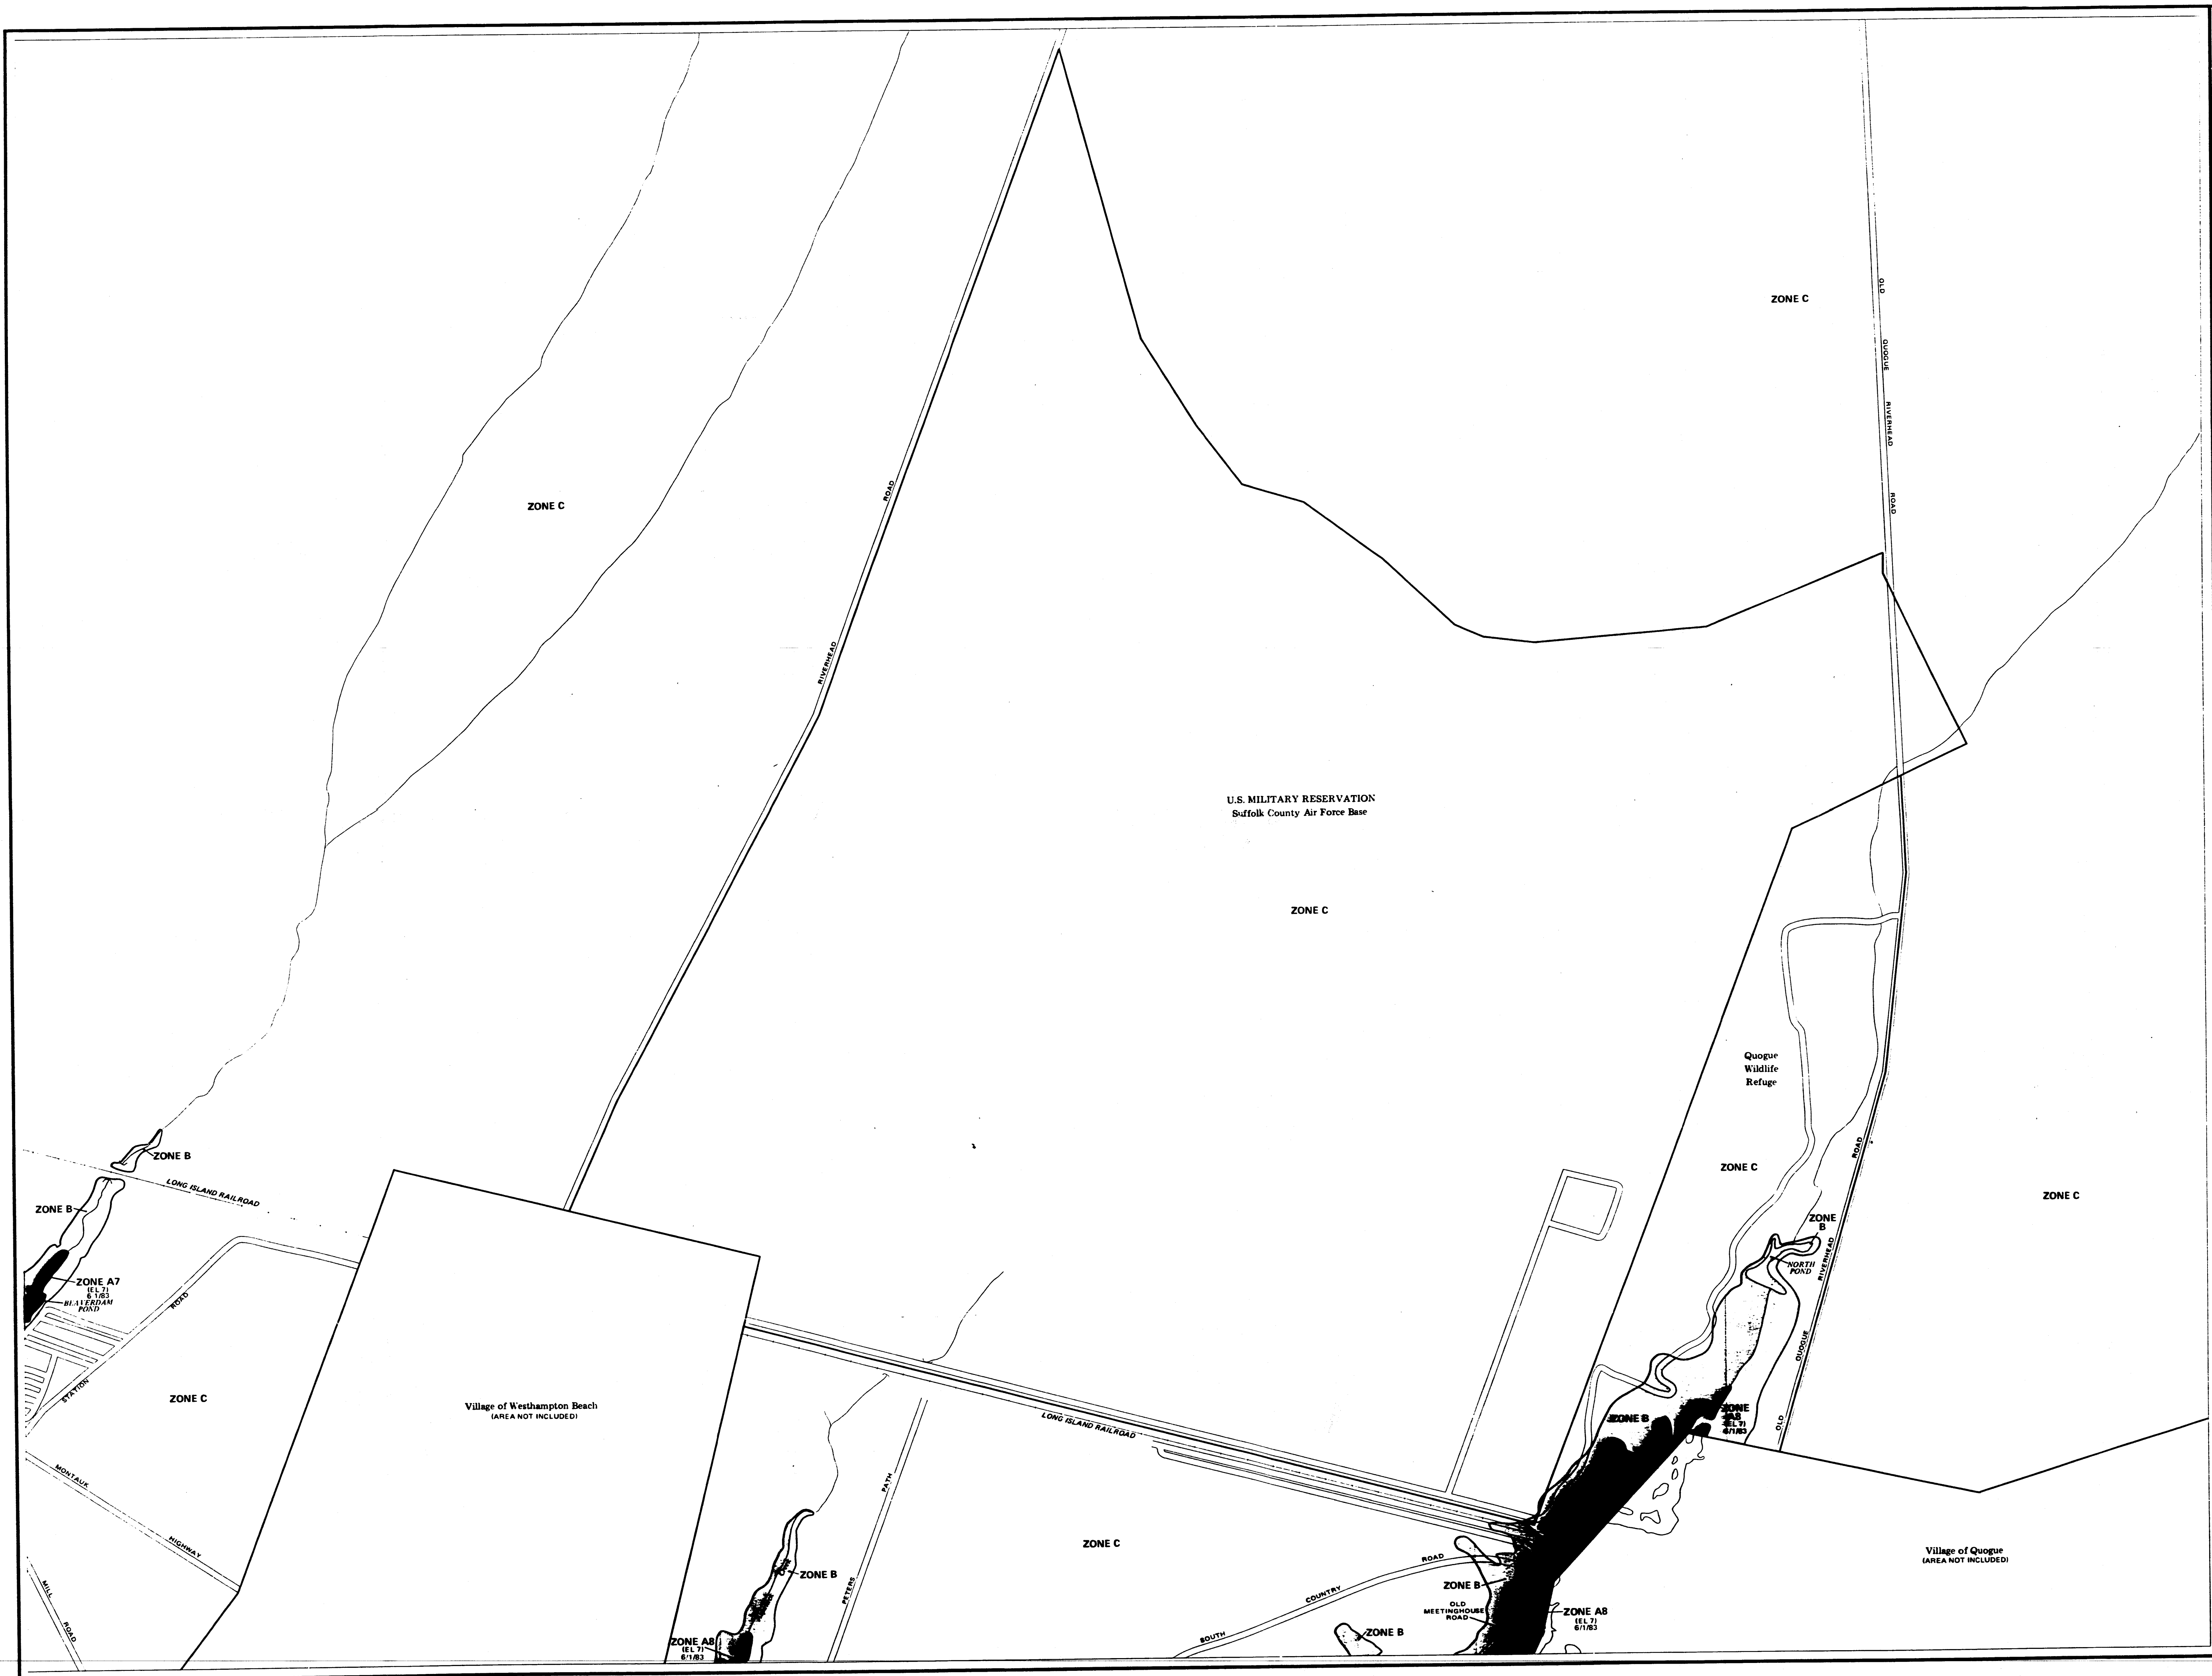 ZONE C
OLD
QUOGUE
RIVERHEAD
ROAD
ZONE C
ROAD
RIVERHEAD
U.S. MILITARY RESERVATION
Suffolk County Air Force Base
ZONE C
Quogue
Wildlife
Refuge
ZONE C
ROAD
ZONE C
ZONE B
LONG ISLAND RAILROAD
ZONE B
ZONE
B
NORTH
POND
RIVERHEAD
QUOGUE
OLD
ZONE A7
(EL 7)
6/1/83
BEAVERDAM
POND
ROAD
STATION
ZONE C
Village of Westhampton Beach
(AREA NOT INCLUDED)
LONG ISLAND RAILROAD
ZONE B
ZONE
A8
(EL 7)
6/1/83
MONTAUK
HIGHWAY
MILL
ROAD
PATH
PETERS
ZONE B
ZONE A8
(EL 7)
6/1/83
ZONE C
ROAD
COUNTRY
SOUTH
ZONE B
OLD
MEETINGHOUSE
ROAD
ZONE B
ZONE A8
(EL 7)
6/1/83
Village of Quogue
(AREA NOT INCLUDED)